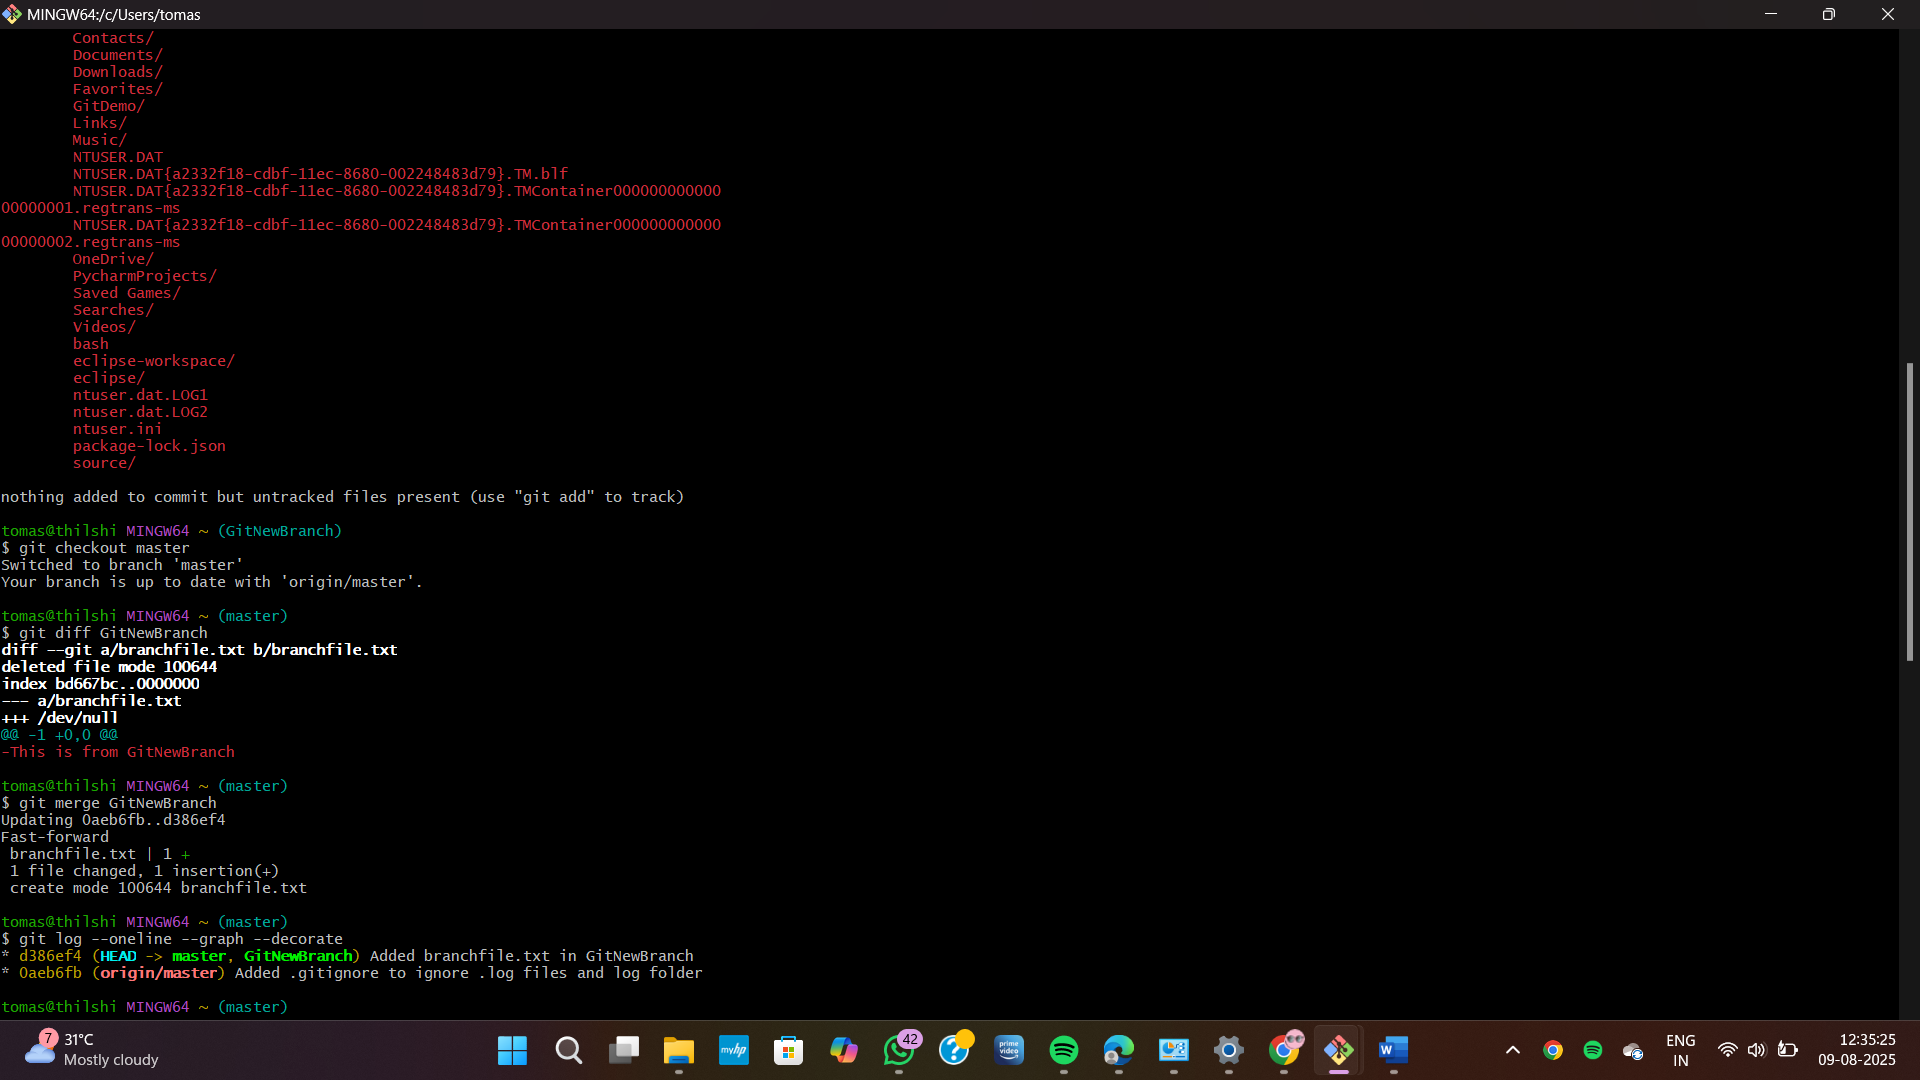 MINGW64:/c/Users/tomas
Contacts/
Documents/
Downloads/
Favorites/
GitDemo/
Links/
Music/
NTUSER.DAT
NTUSER.DAT{a2332f18-cdbf-11ec-8680-002248483d79}.TM.blf
NTUSER.DAT{a2332f18-cdbf-11ec-8680-002248483d79}.TMContainer000000000000
00000001.regtrans-ms
NTUSER.DAT{a2332f18-cdbf-11ec-8680-002248483d79}.TMContainer000000000000
00000002.regtrans-ms
OneDrive/
PycharmProjects/
Saved Games/
Searches/
Videos/
bash
eclipse-workspace/
eclipse/
ntuser.dat.LOG1
ntuser.dat.LOG2
ntuser.ini
package-lock.json
source/
nothing added to commit but untracked files present (use "git add" to track)
tomas@thilshi MINGW64 ~ (GitNewBranch)
$ git checkout master
Switched to branch 'master'
Your branch is up to date with 'origin/master'.
tomas@thilshi MINGW64 ~ (master)
$ git diff GitNewBranch
diff --git a/branchfile.txt b/branchfile.txt
deleted file mode 100644
index bd667bc..0000000
--- a/branchfile.txt
+++ /dev/null
@@ -1 +0,0 @@
-This is from GitNewBranch
tomas@thilshi MINGW64 ~ (master)
$ git merge GitNewBranch
Updating 0aeb6fb..d386ef4
Fast-forward
branchfile.txt | 1 +
1 file changed, 1 insertion(+)
create mode 100644 branchfile.txt
tomas@thilshi MINGW64 ~ (master)
$ git log --oneline --graph --decorate
* d386ef4 (HEAD -> master, GitNewBranch) Added branchfile.txt in GitNewBranch
* 0aeb6fb (origin/master) Added .gitignore to ignore .log files and log folder
tomas@thilshi MINGW64 ~ (master)
7
31°C
Mostly cloudy
myhp
42
?
prime video
W
ENG
IN
12:35:25
09-08-2025